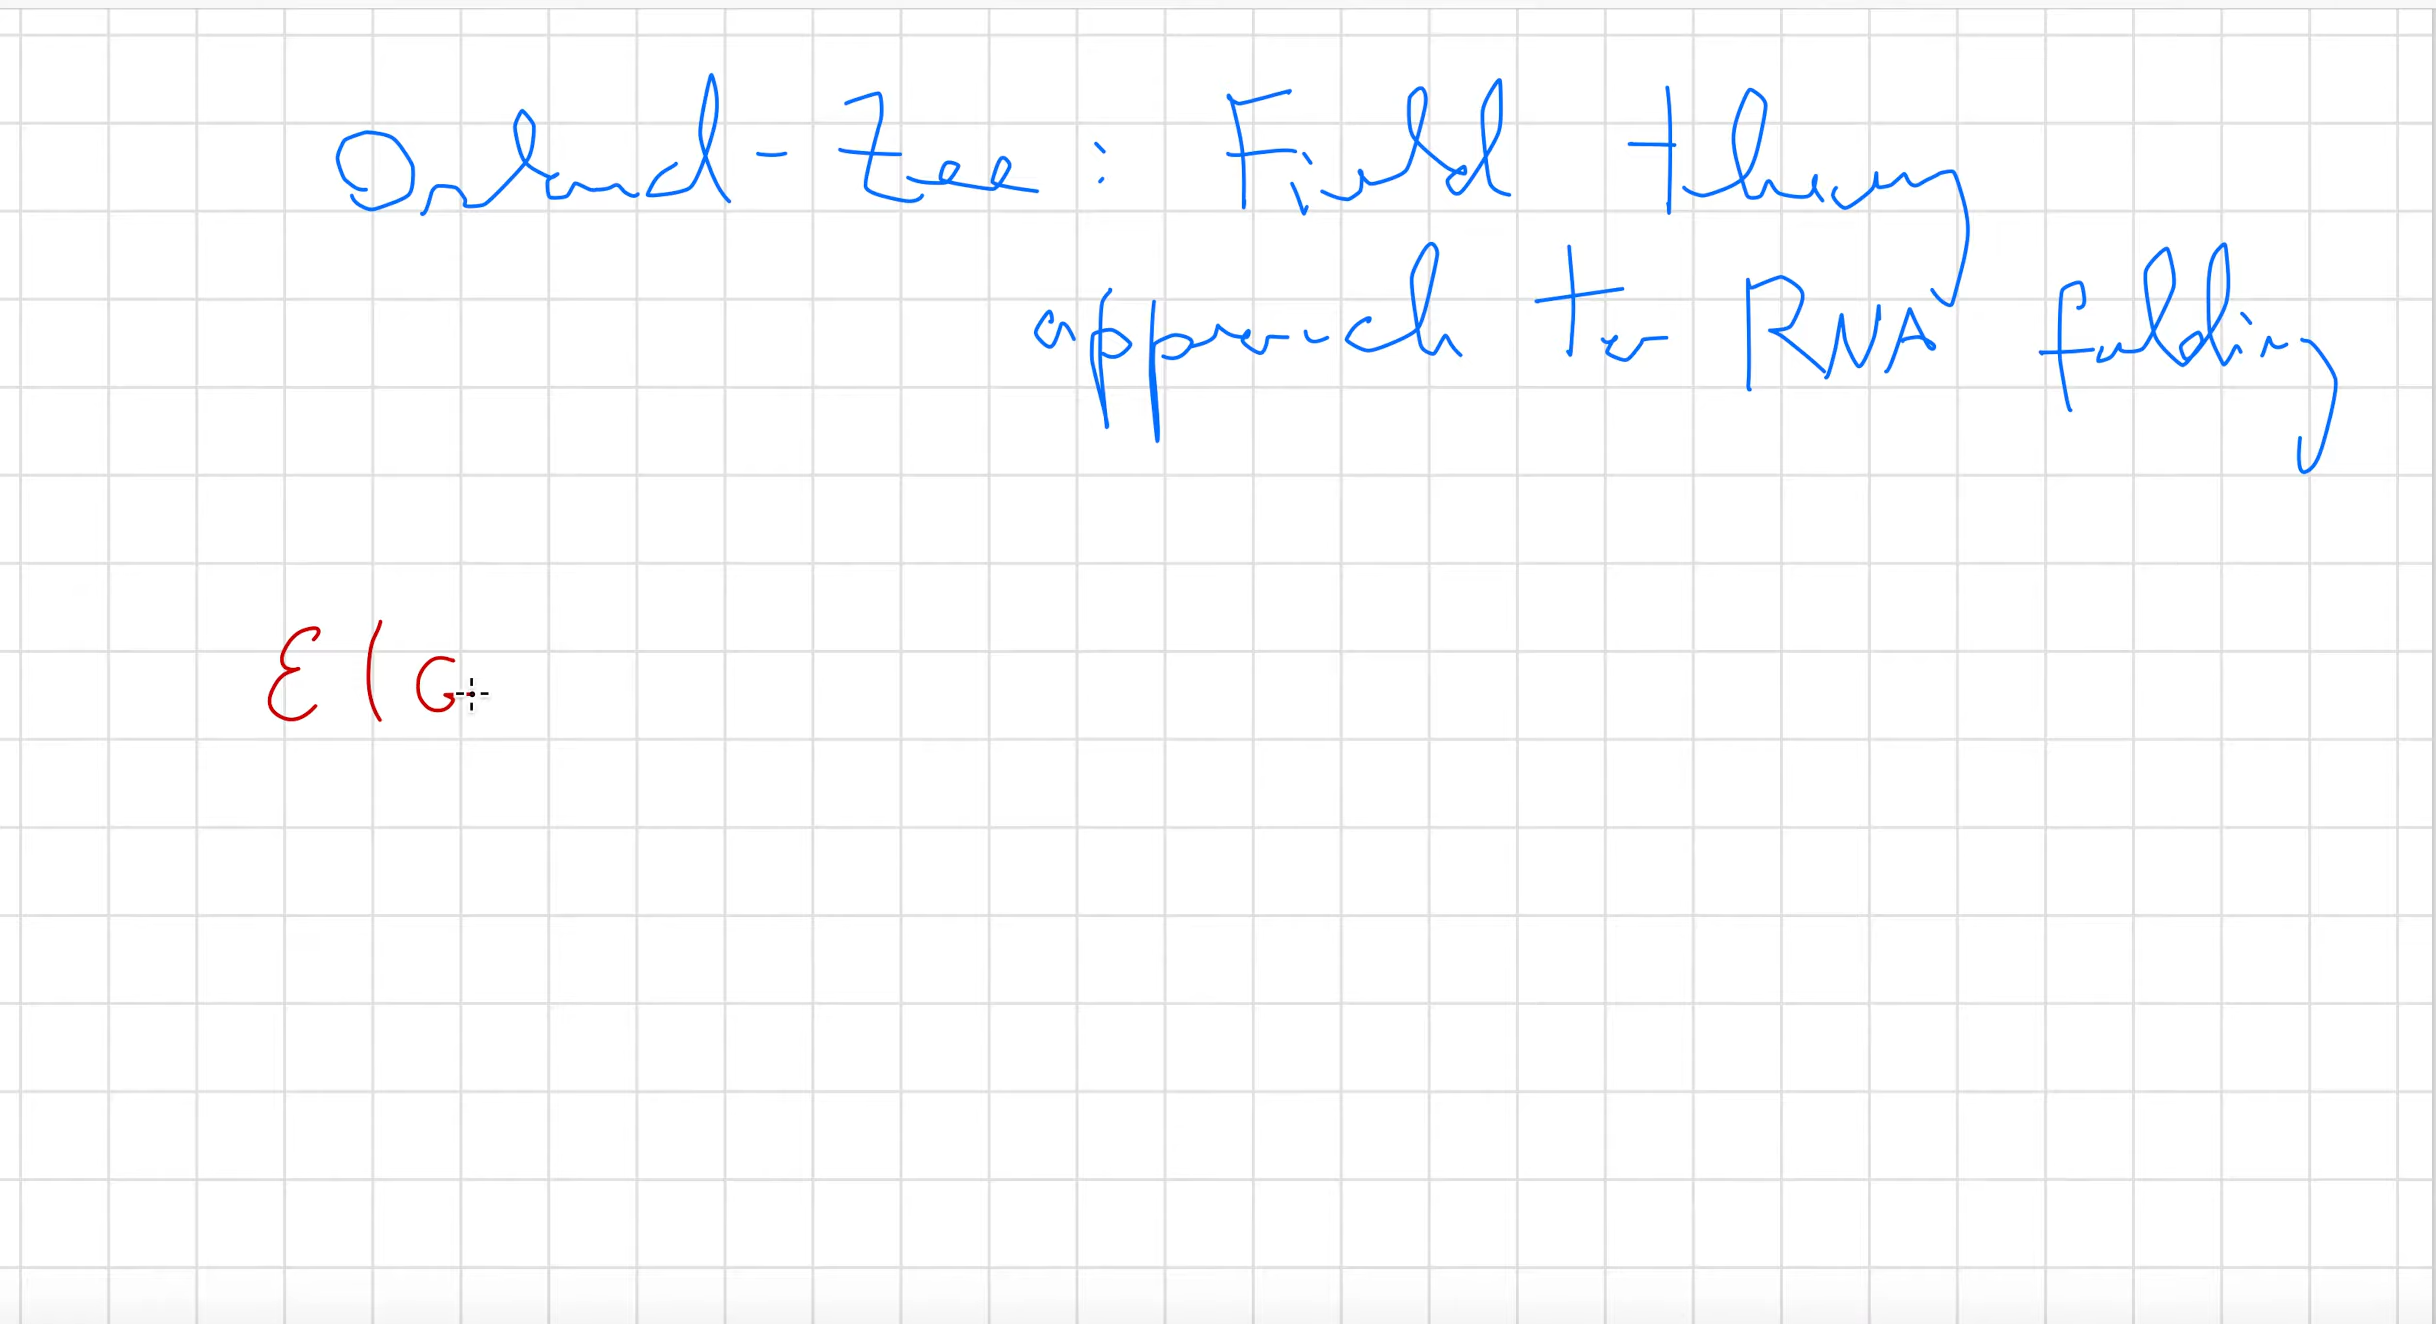 Orland-Zee: Field theory
approach to RNA folding
ε(G